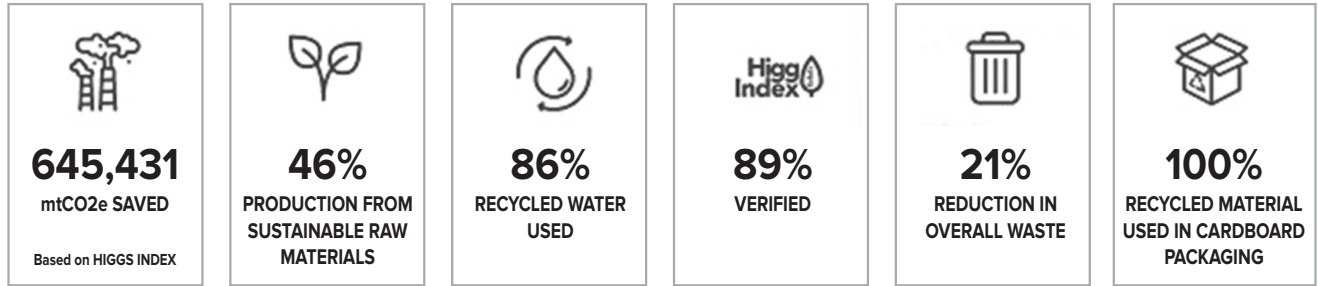 645,431
mtCO2e SAVED
Based on HIGGS INDEX
46%
PRODUCTION FROM
SUSTAINABLE RAW
MATERIALS
86%
RECYCLED WATER
USED
Higg
Index
89%
VERIFIED
21%
REDUCTION IN
OVERALL WASTE
100%
RECYCLED MATERIAL
USED IN CARDBOARD
PACKAGING